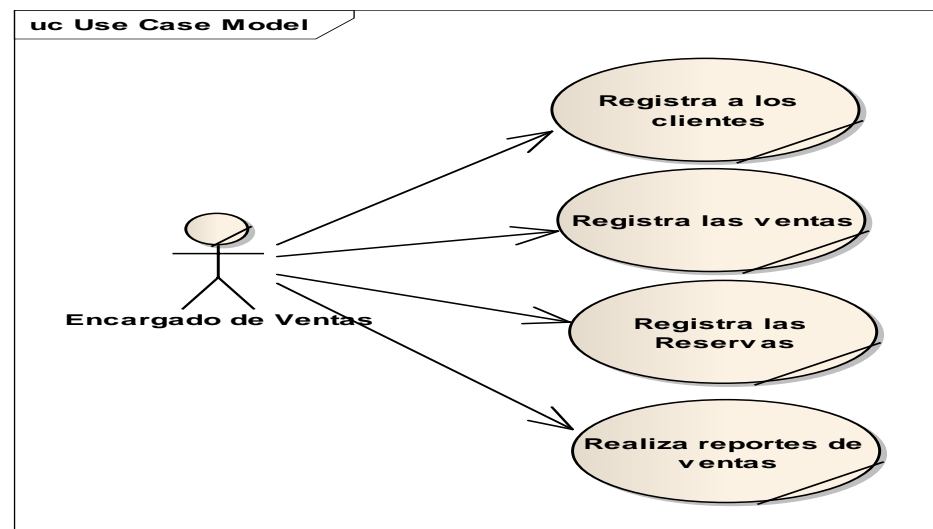 uc Use Case Model
Registra a los
clientes
Registra las ventas
Encargado de Ventas
Registra las
Reservas
Realiza reportes de
ventas